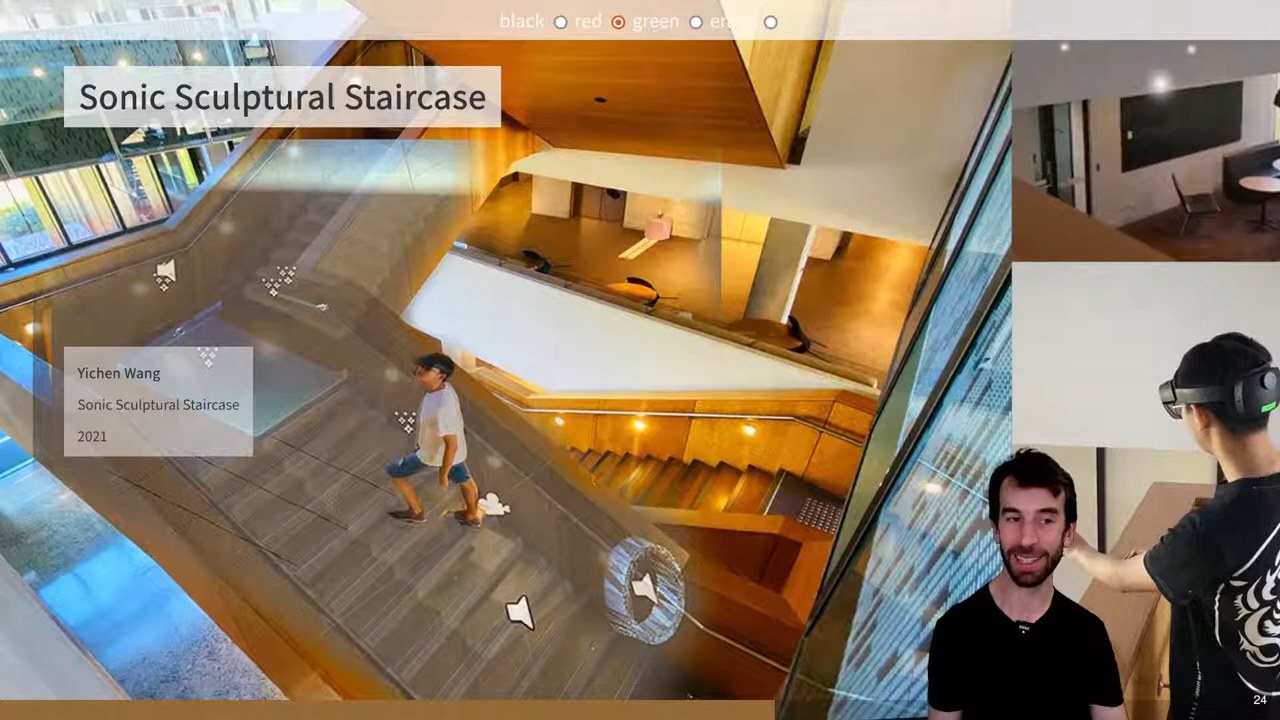 black red green
Sonic Sculptural Staircase
Yichen Wang
Sonic Sculptural Staircase
2021
24